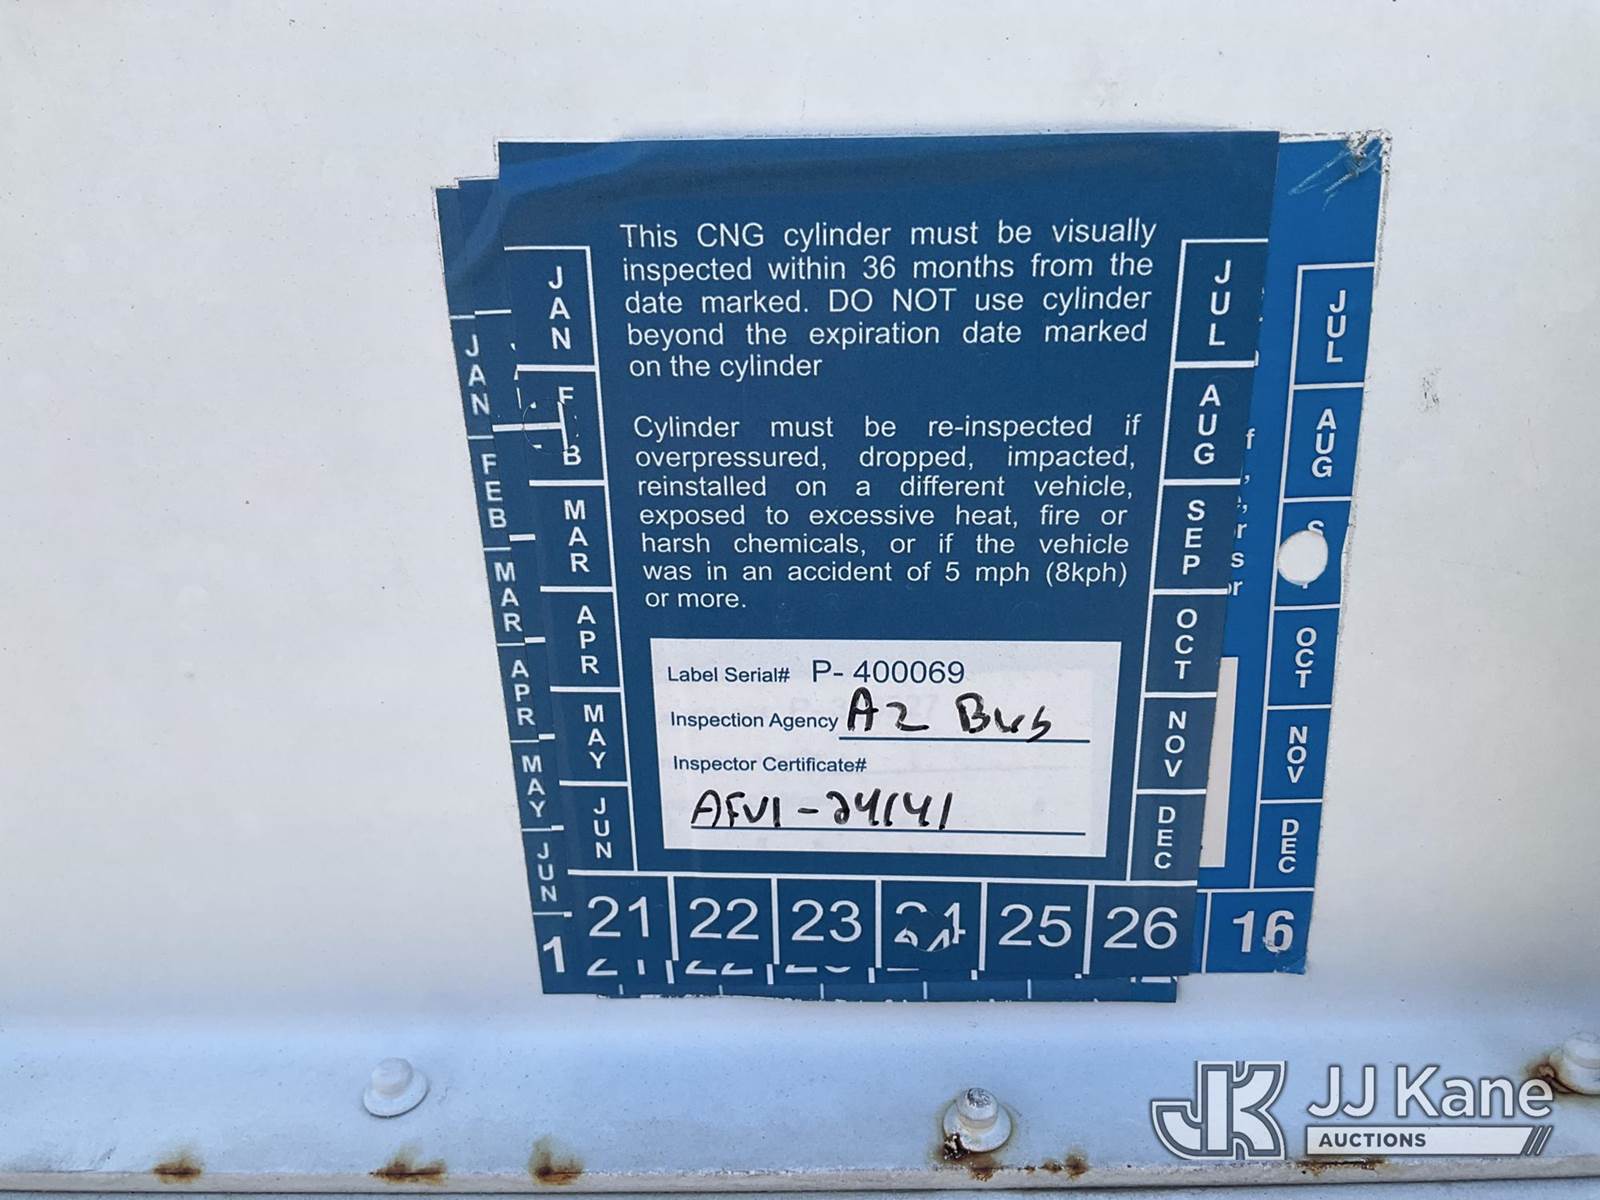 This CNG cylinder must be visually
inspected within 36 months from the
date marked. DO NOT use cylinder
beyond the expiration date marked
on the cylinder
Cylinder must be re-inspected if
overpressured, dropped, impacted,
reinstalled on a different vehicle,
exposed to excessive heat, fire or
harsh chemicals, or if the vehicle
was in an accident of 5 mph (8kph)
or more.
Label Serial# P- 400069
Inspection Agency AZ Bus
Inspector Certificate#
AFVI-24141
JAN
MAR
APR
MAY
JUN
JUL
AUG
SEP
OCT
NOV
DEC
21 22 23 24 25 26
JAN
FEB
MAR
APR
MAY
JUN
JUL
AUG
OCT
NOV
DEC
16
JJ Kane
AUCTIONS